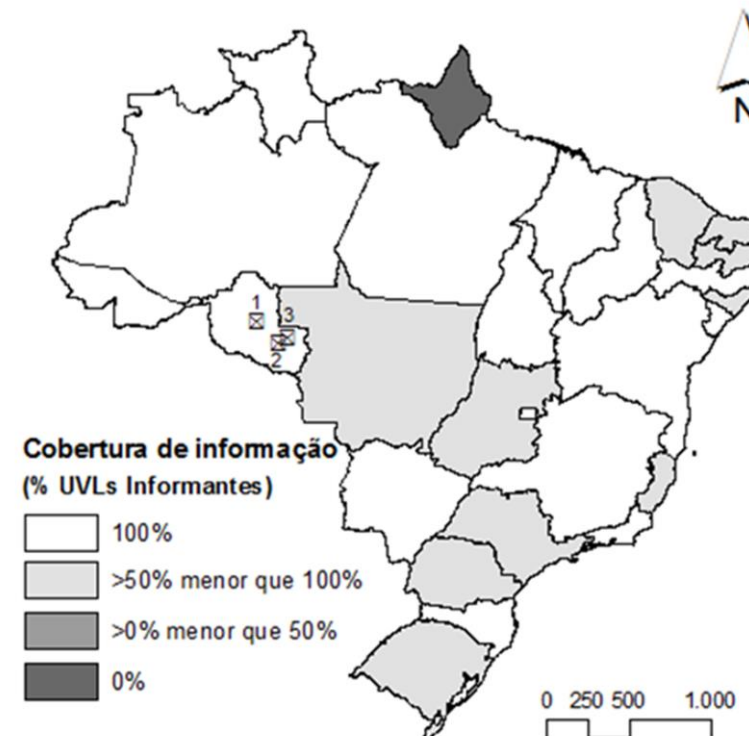 N
1
3
2
Cobertura de informação
(% UVLs Informantes)
100%
>50% menor que 100%
>0% menor que 50%
0%
0 250 500 1.000